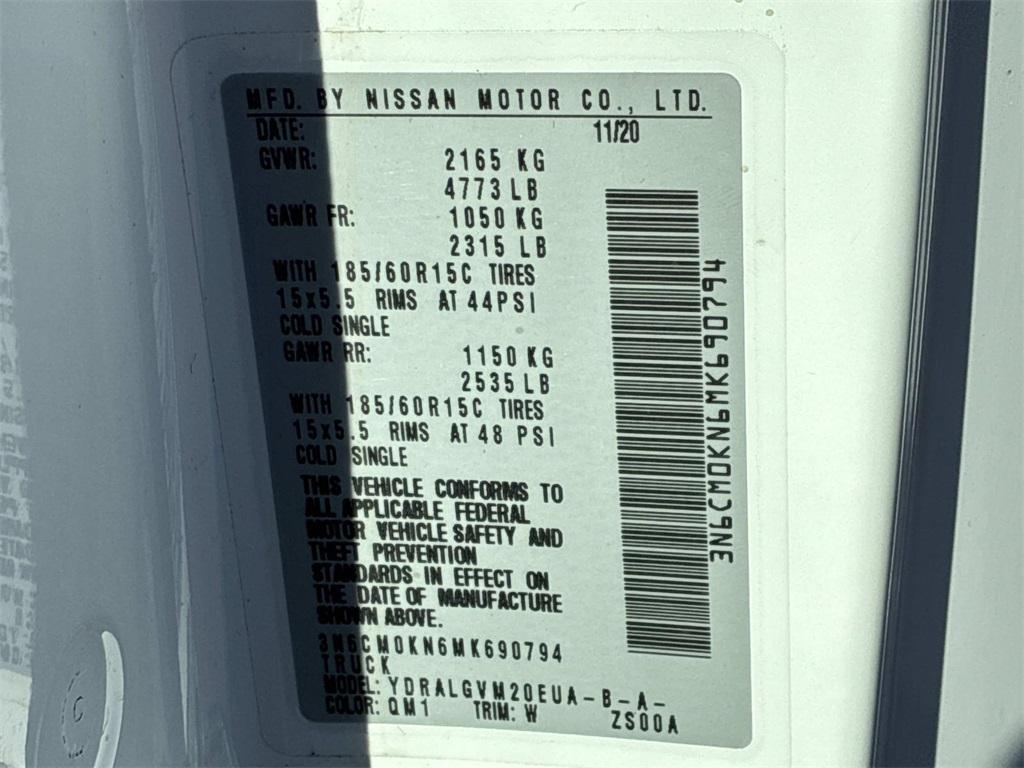 MFD. BY NISSAN MOTOR CO., LTD.
DATE: 11/20
GVWR: 2165 KG
4773 LB
GAWR FR: 1050 KG
2315 LB
WITH 185/60R15C TIRES
15x5.5 RIMS AT 44PSI
COLD SINGLE
GAWR RR: 1150 KG
2535 LB
WITH 185/60R15C TIRES
15x5.5 RIMS AT 48 PSI
COLD SINGLE
THIS VEHICLE CONFORMS TO
ALL APPLICABLE FEDERAL
MOTOR VEHICLE SAFETY AND
THEFT PREVENTION
STANDARDS IN EFFECT ON
THE DATE OF MANUFACTURE
SHOWN ABOVE.
3N6CM0KN6MK690794
TRUCK
MODEL: YDRALGVM20EUA-B-A-
COLOR: QM1 TRIM: W ZS00A
3N6CM0KN6MK690794